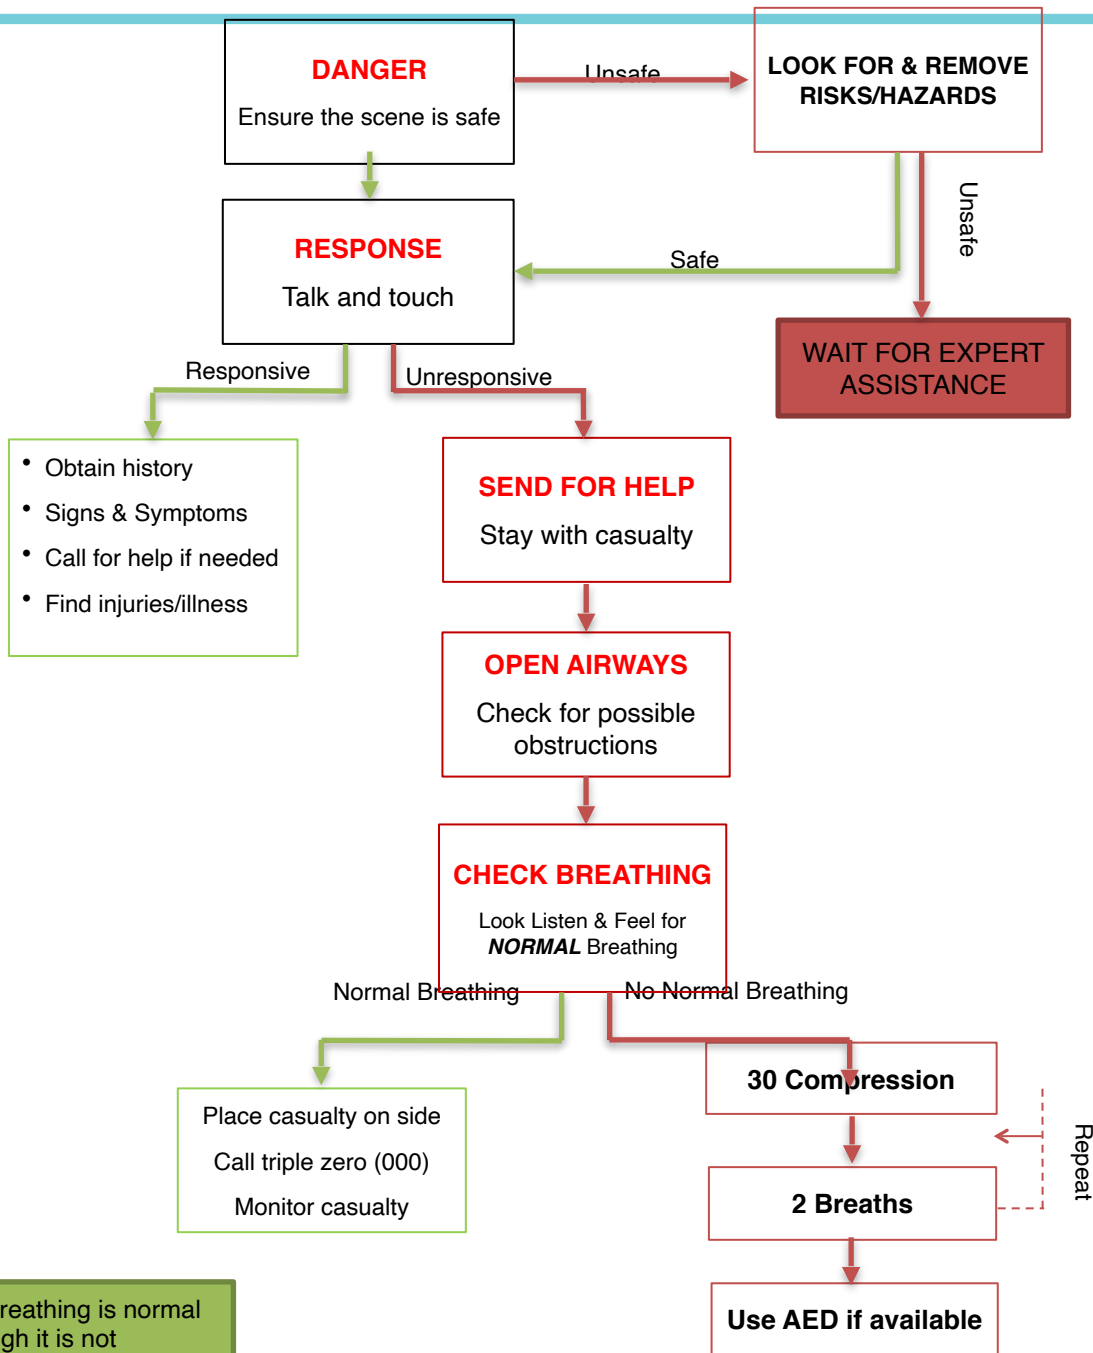 DANGER
Ensure the scene is safe
Unsafe
LOOK FOR & REMOVE
RISKS/HAZARDS
RESPONSE
Talk and touch
Safe
Unsafe
WAIT FOR EXPERT
ASSISTANCE
Responsive
Unresponsive
• Obtain history
• Signs & Symptoms
• Call for help if needed
• Find injuries/illness
SEND FOR HELP
Stay with casualty
OPEN AIRWAYS
Check for possible
obstructions
CHECK BREATHING
Look Listen & Feel for
NORMAL Breathing
Normal Breathing
No Normal Breathing
Place casualty on side
Call triple zero (000)
Monitor casualty
30 Compression
Repeat
2 Breaths
Use AED if available
breathing is normal
it is not